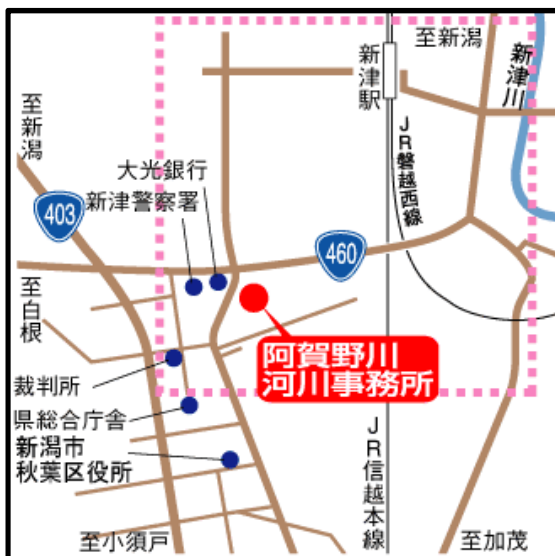 至新潟
新津駅
新津川
至新潟
JR磐越西線
大光銀行
新津警察署
403
460
至白根
阿賀野川
河川事務所
裁判所
県総合庁舎
新潟市
秋葉区役所
JR信越本線
至小須戸
至加茂